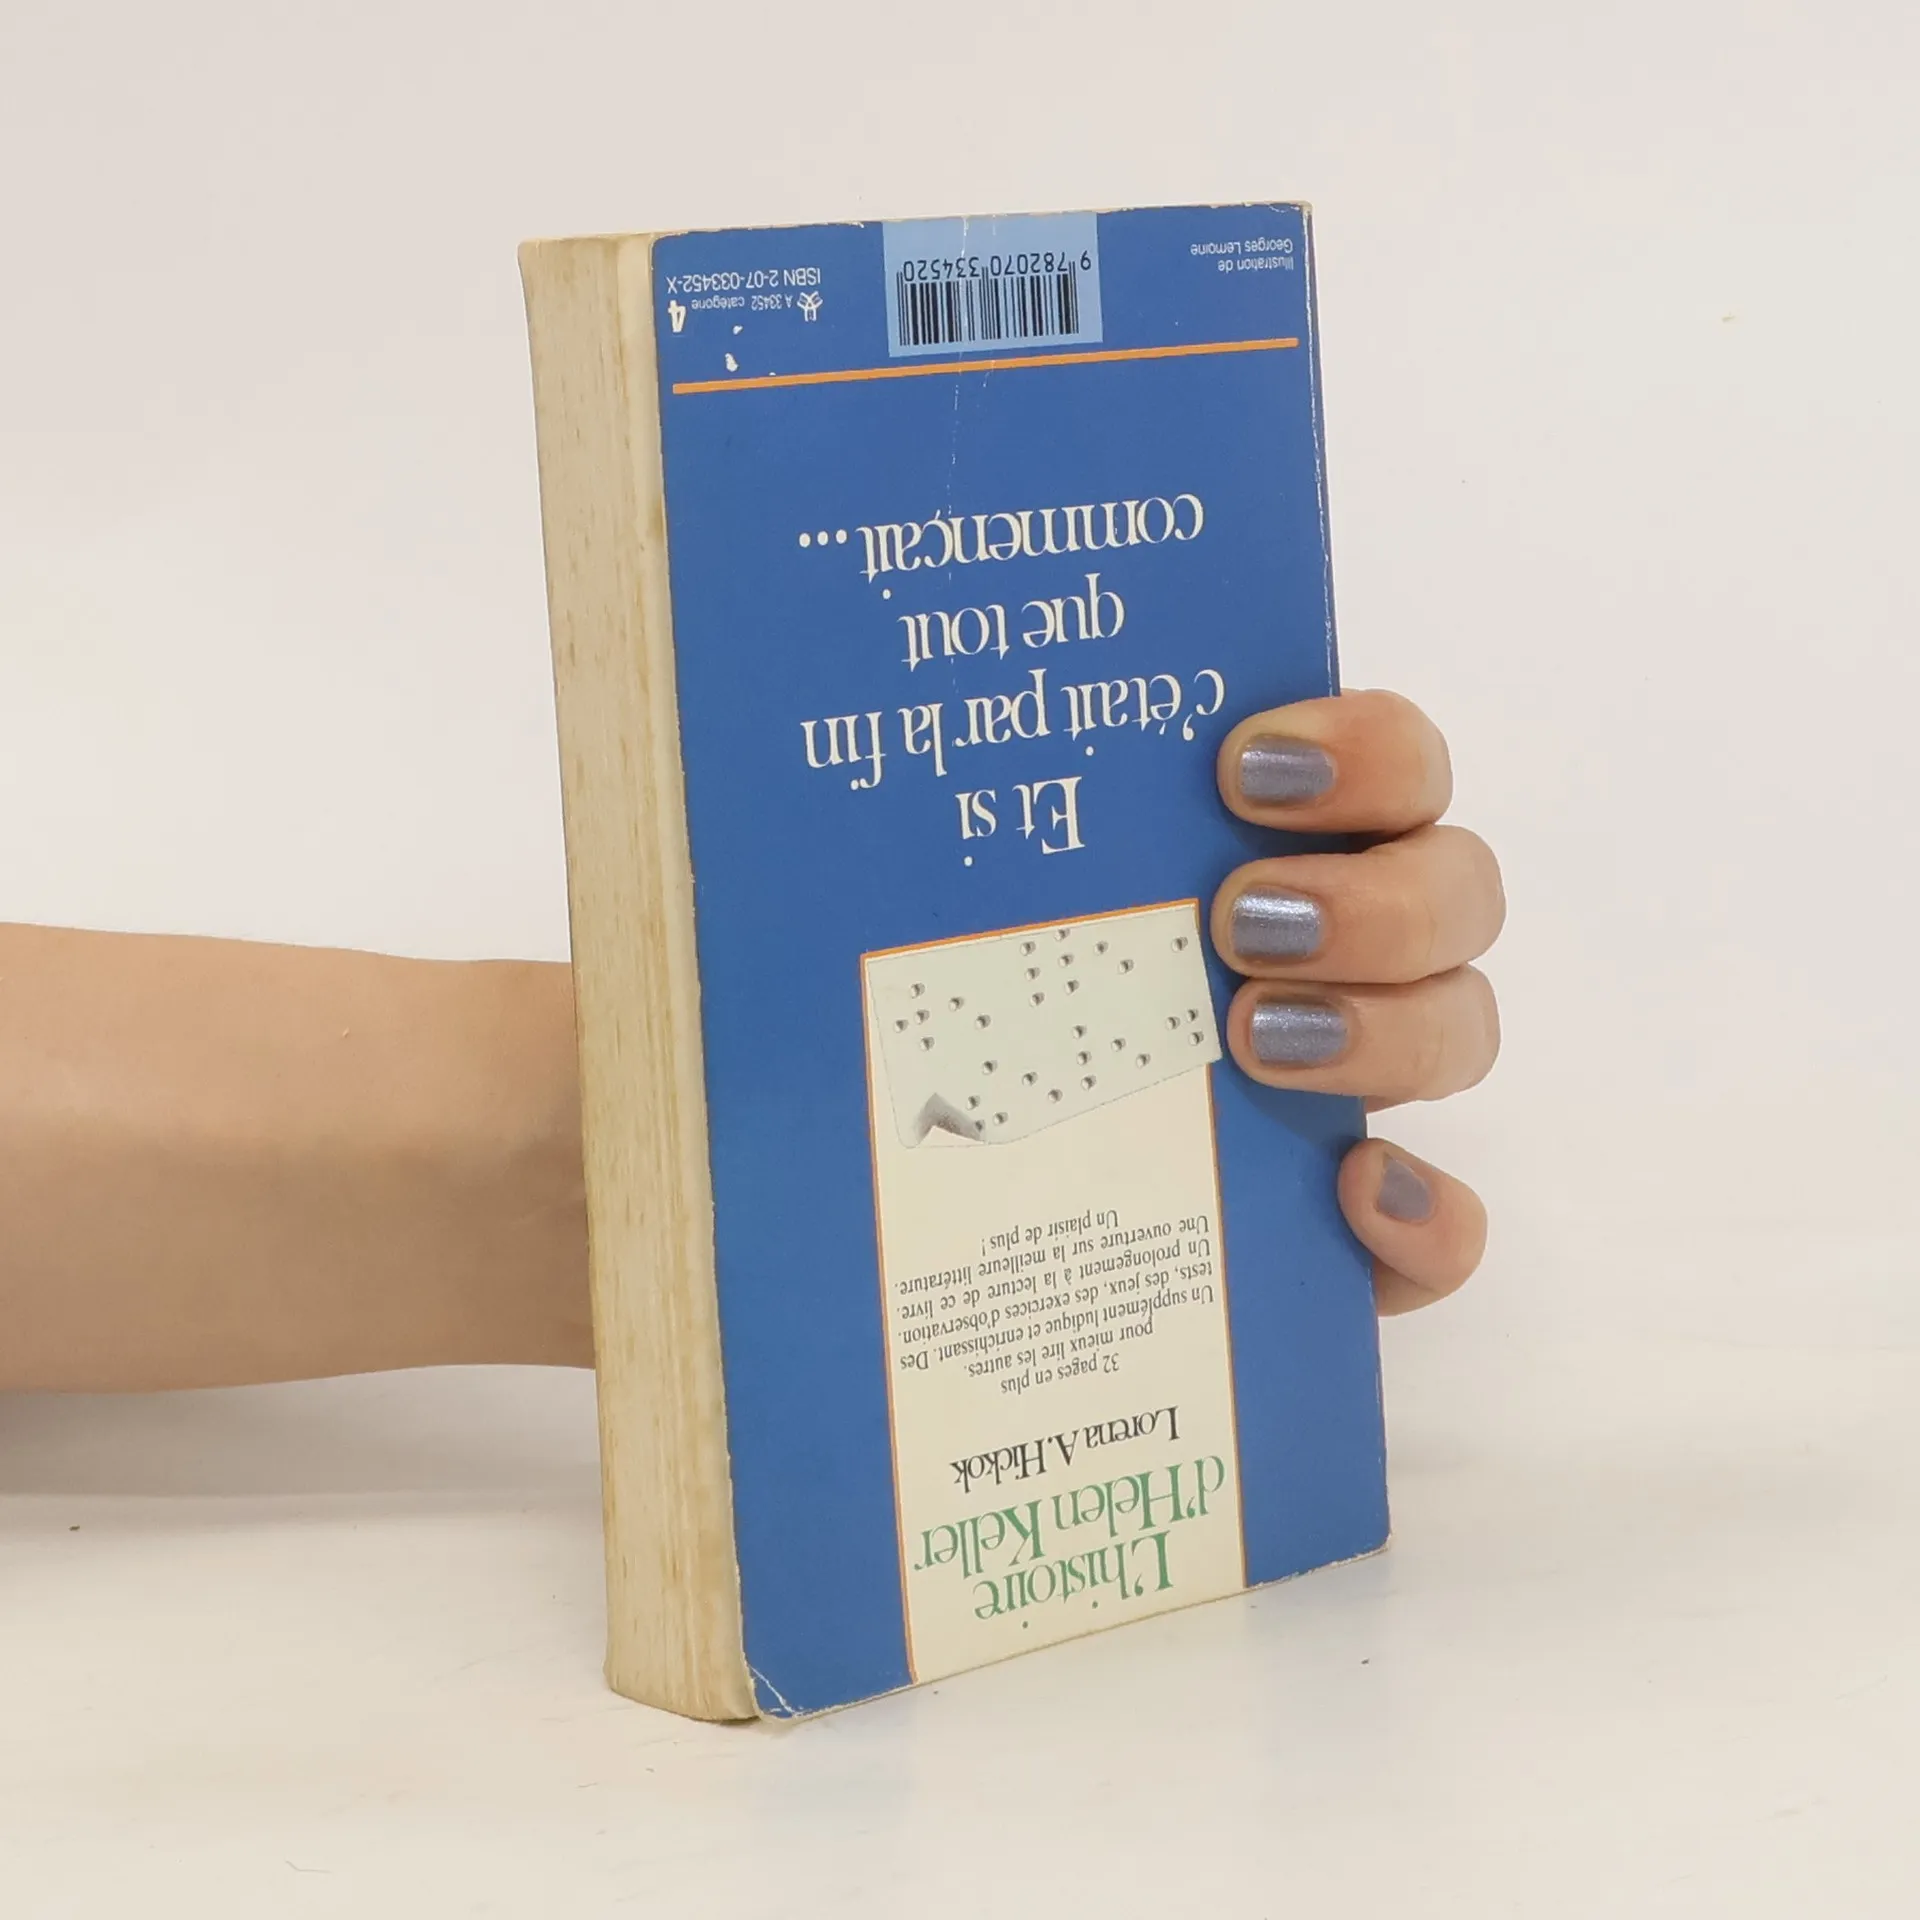 L'histoire
d'Helen Keller
Lorena A. Hickok
32 pages en plus
pour mieux lire les autres.
Un supplément ludique et enrichissant. Des
tests, des jeux, des exercices d'observation.
Un prolongement à la lecture de ce livre.
Une ouverture sur la meilleure littérature.
Un plaisir de plus !
Et si
c'était par la fin
que tout
commençait...
Illustration de
Georges Lemoine
9 782070 334520
A 33452 catégorie 4
ISBN 2-07-033452-X